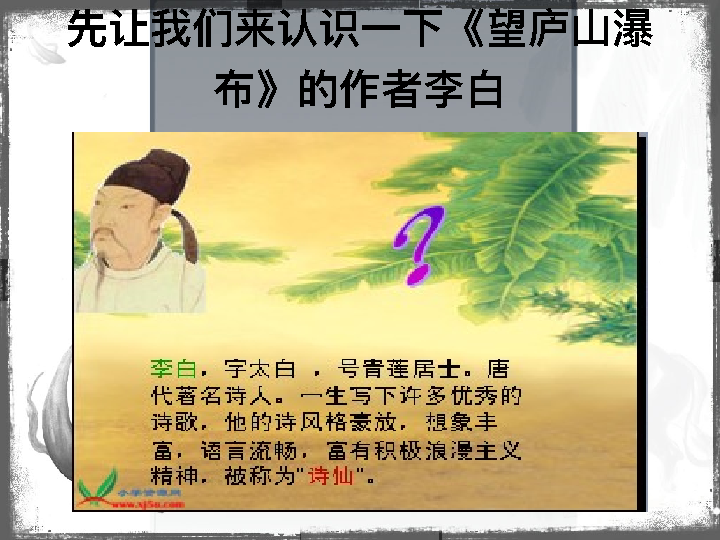 先让我们来认识一下《望庐山瀑
布》的作者李白
?
李白，字太白 ，号青莲居士。唐
代著名诗人。一生写下许多优秀的
诗歌，他的诗风格豪放，想象丰
富，语言流畅，富有积极浪漫主义
精神，被称为"诗仙"。
小学资源网
www.xj5u.com